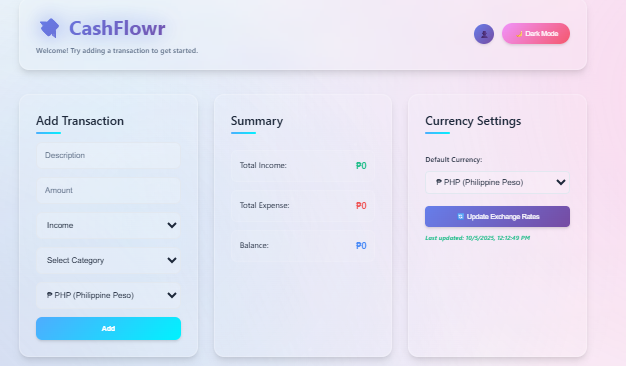 CashFlowr
Welcome! Try adding a transaction to get started.
Dark Mode
Add Transaction
Description
Amount
Income
Select Category
₱ PHP (Philippine Peso)
Add
Summary
Total Income: ₱0
Total Expense: ₱0
Balance: ₱0
Currency Settings
Default Currency:
₱ PHP (Philippine Peso)
Update Exchange Rates
Last updated: 10/5/2025, 12:12:49 PM